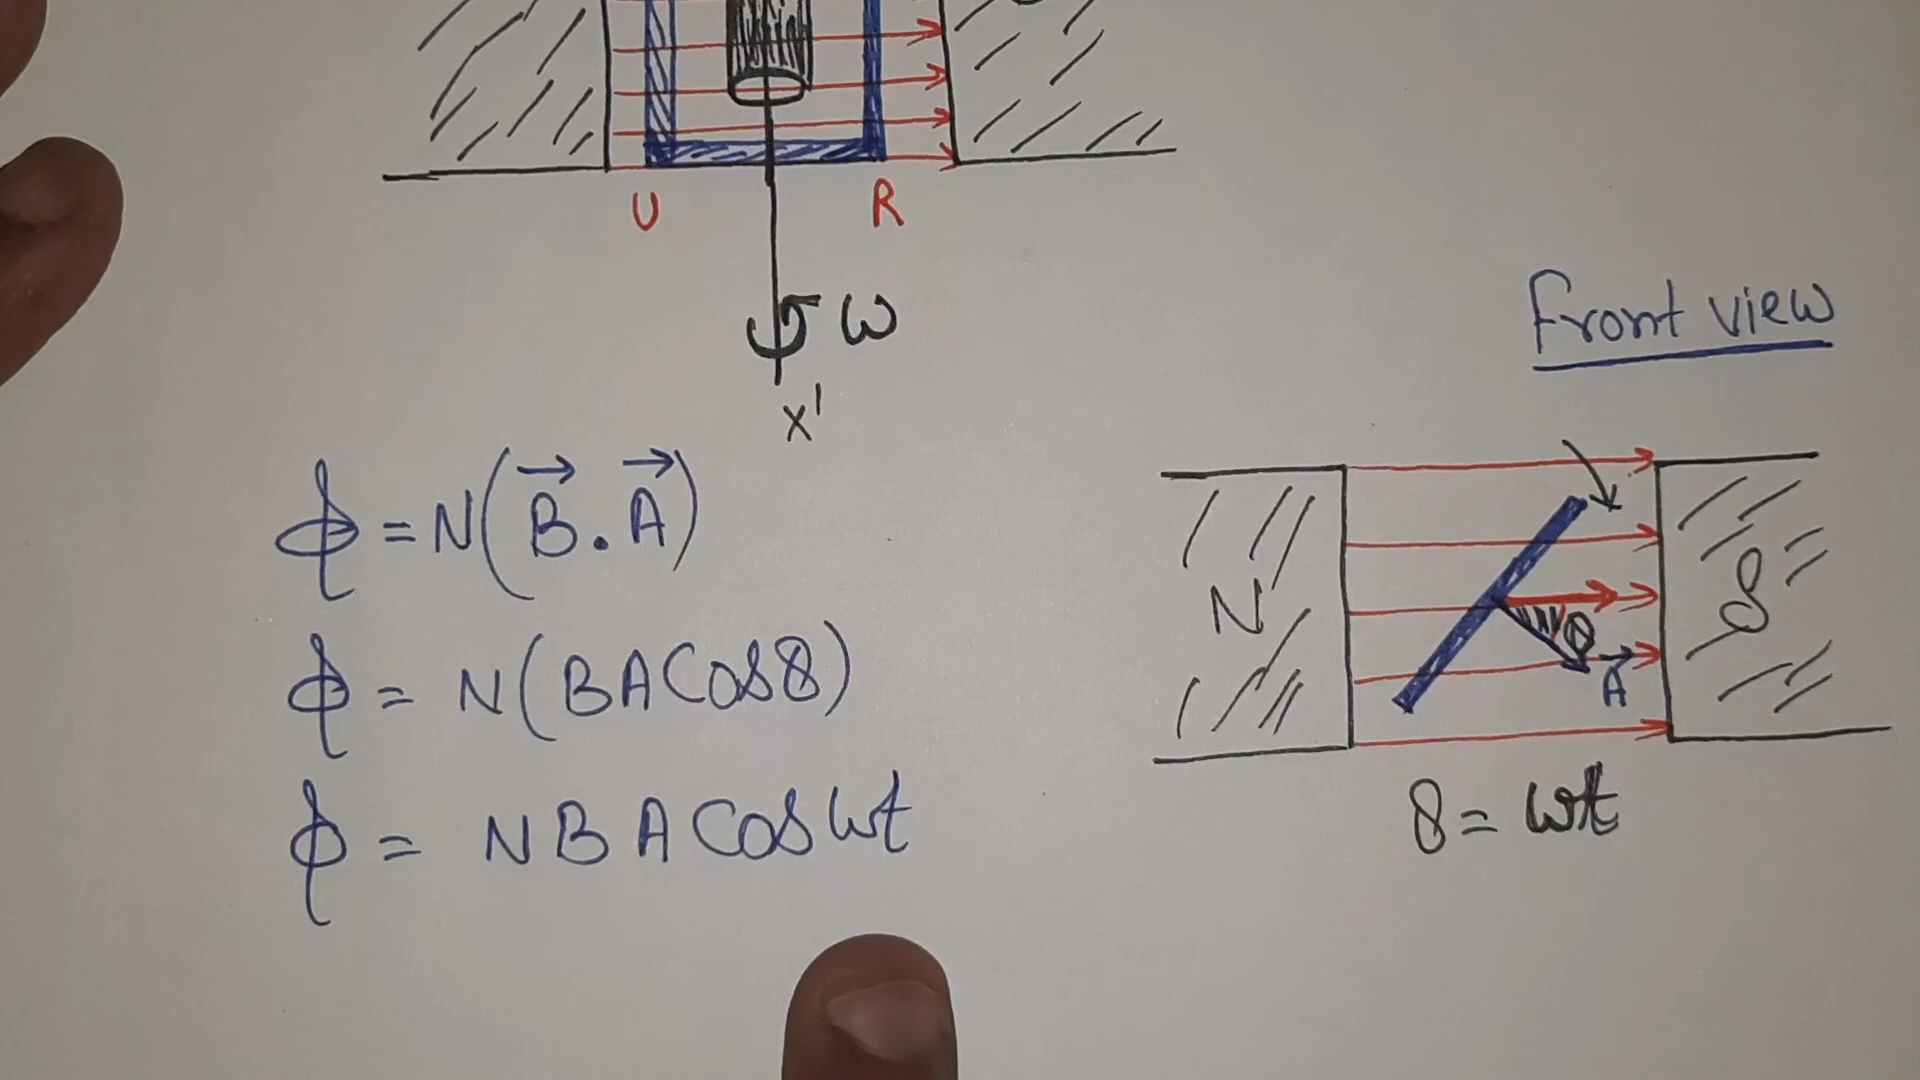 U R
ω
X'
Front view
ϕ = N(B⃗.A⃗)
N S
θ
A⃗
ϕ = N(BACosθ)
θ = ωt
ϕ = NBACosωt